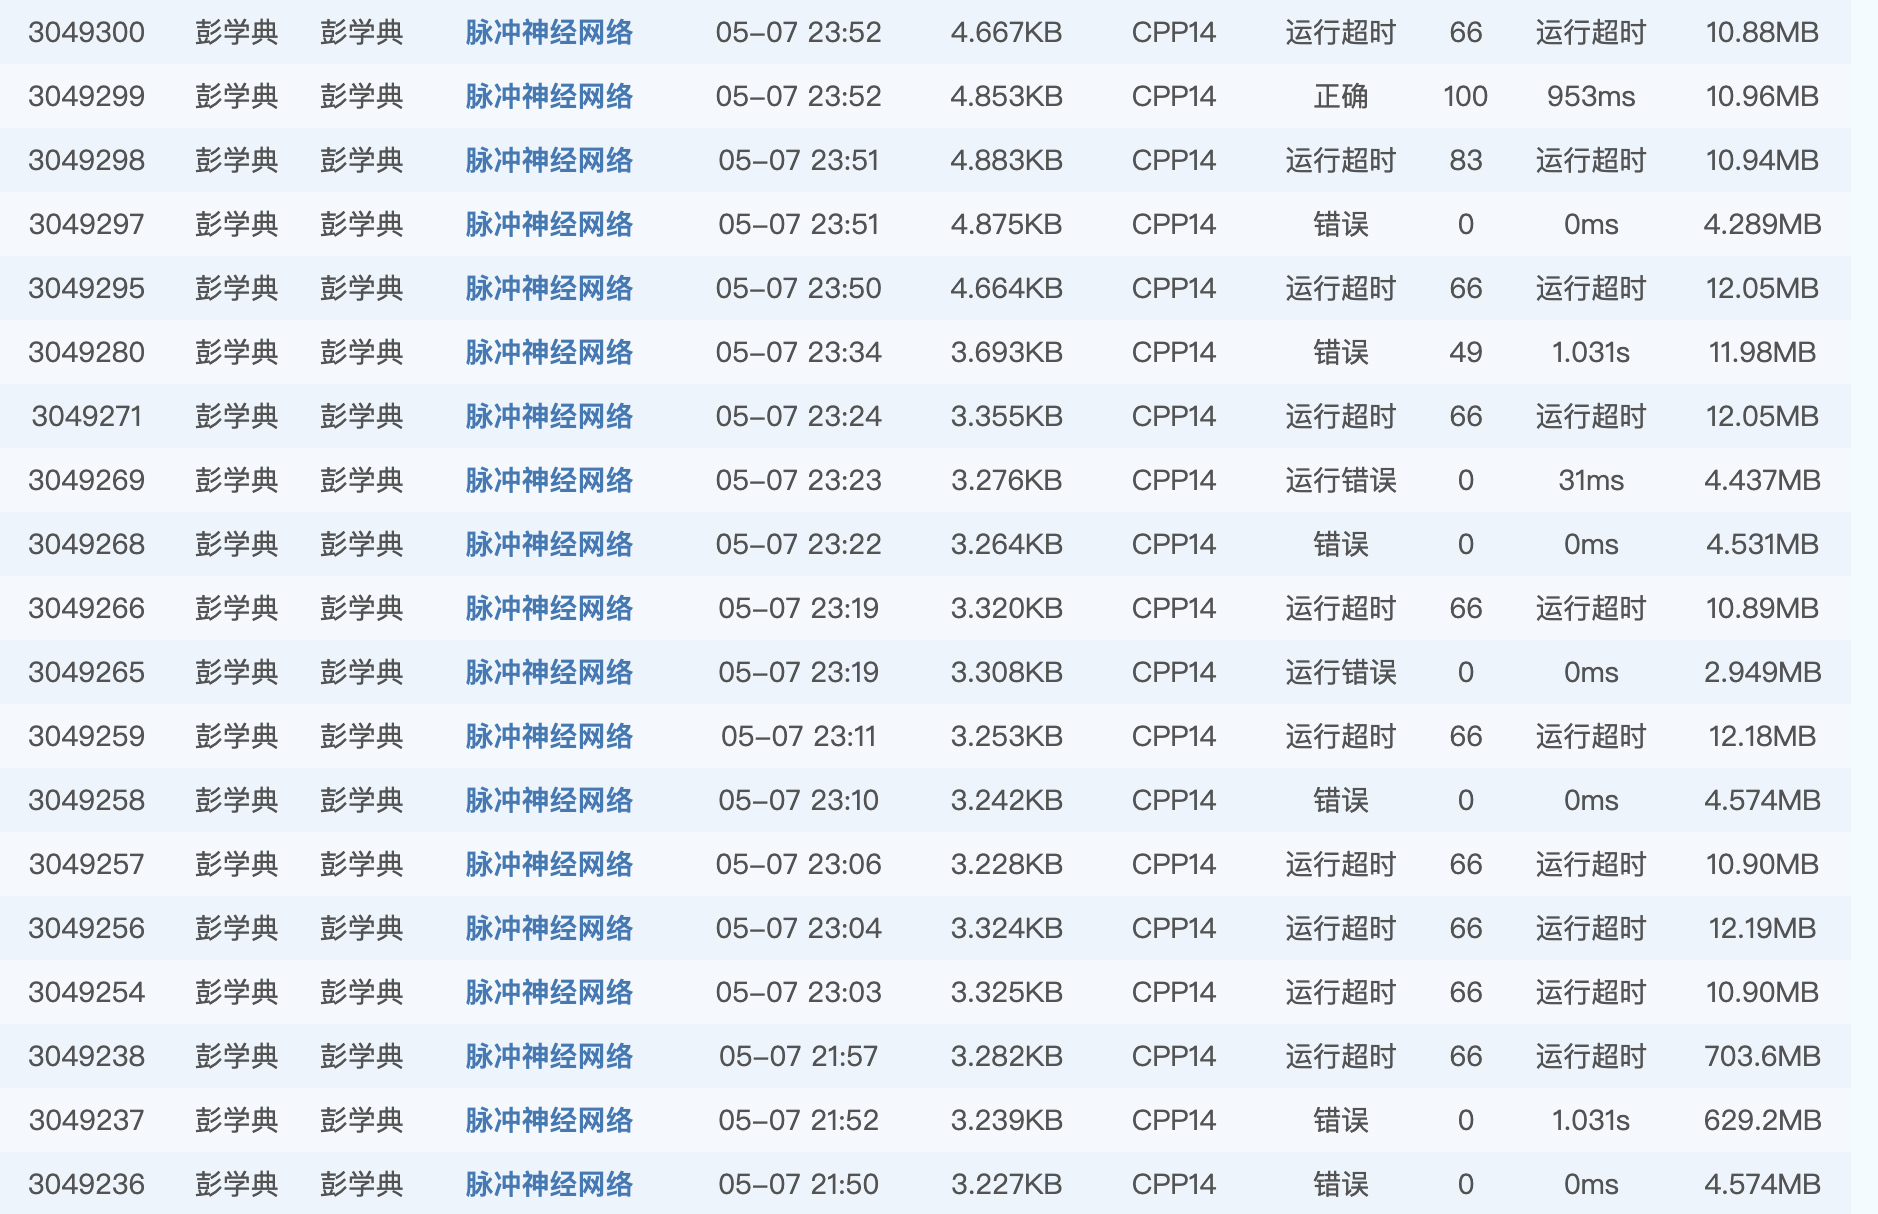 3049300 彭学典 彭学典 脉冲神经网络 05-07 23:52 4.667KB CPP14 运行超时 66 运行超时 10.88MB
3049299 彭学典 彭学典 脉冲神经网络 05-07 23:52 4.853KB CPP14 正确 100 953ms 10.96MB
3049298 彭学典 彭学典 脉冲神经网络 05-07 23:51 4.883KB CPP14 运行超时 83 运行超时 10.94MB
3049297 彭学典 彭学典 脉冲神经网络 05-07 23:51 4.875KB CPP14 错误 0 0ms 4.289MB
3049295 彭学典 彭学典 脉冲神经网络 05-07 23:50 4.664KB CPP14 运行超时 66 运行超时 12.05MB
3049280 彭学典 彭学典 脉冲神经网络 05-07 23:34 3.693KB CPP14 错误 49 1.031s 11.98MB
3049271 彭学典 彭学典 脉冲神经网络 05-07 23:24 3.355KB CPP14 运行超时 66 运行超时 12.05MB
3049269 彭学典 彭学典 脉冲神经网络 05-07 23:23 3.276KB CPP14 运行错误 0 31ms 4.437MB
3049268 彭学典 彭学典 脉冲神经网络 05-07 23:22 3.264KB CPP14 错误 0 0ms 4.531MB
3049266 彭学典 彭学典 脉冲神经网络 05-07 23:19 3.320KB CPP14 运行超时 66 运行超时 10.89MB
3049265 彭学典 彭学典 脉冲神经网络 05-07 23:19 3.308KB CPP14 运行错误 0 0ms 2.949MB
3049259 彭学典 彭学典 脉冲神经网络 05-07 23:11 3.253KB CPP14 运行超时 66 运行超时 12.18MB
3049258 彭学典 彭学典 脉冲神经网络 05-07 23:10 3.242KB CPP14 错误 0 0ms 4.574MB
3049257 彭学典 彭学典 脉冲神经网络 05-07 23:06 3.228KB CPP14 运行超时 66 运行超时 10.90MB
3049256 彭学典 彭学典 脉冲神经网络 05-07 23:04 3.324KB CPP14 运行超时 66 运行超时 12.19MB
3049254 彭学典 彭学典 脉冲神经网络 05-07 23:03 3.325KB CPP14 运行超时 66 运行超时 10.90MB
3049238 彭学典 彭学典 脉冲神经网络 05-07 21:57 3.282KB CPP14 运行超时 66 运行超时 703.6MB
3049237 彭学典 彭学典 脉冲神经网络 05-07 21:52 3.239KB CPP14 错误 0 1.031s 629.2MB
3049236 彭学典 彭学典 脉冲神经网络 05-07 21:50 3.227KB CPP14 错误 0 0ms 4.574MB